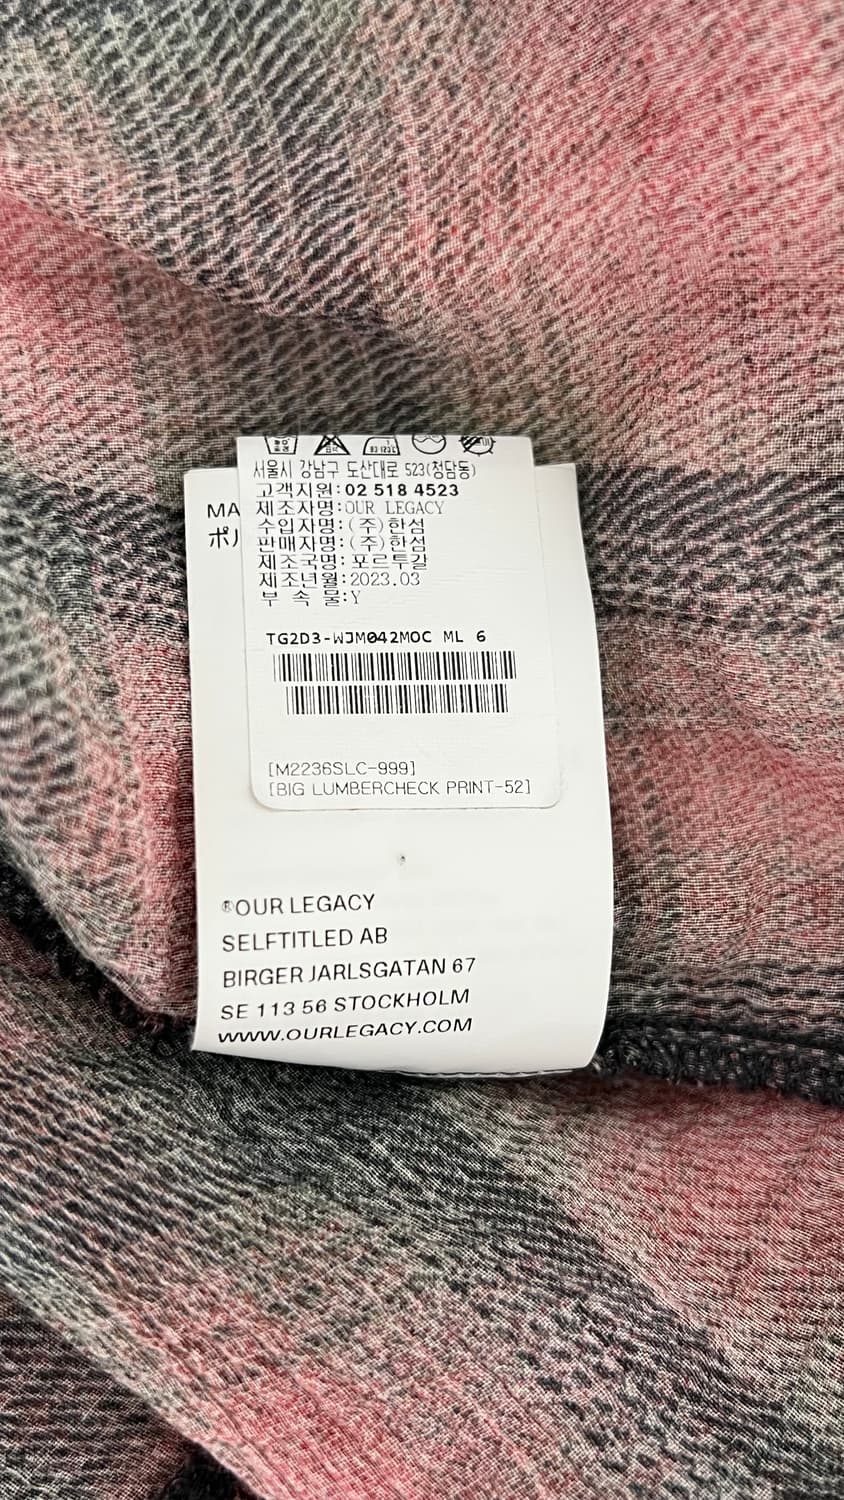 서울시 강남구 도산대로 523(청담동)
고객지원:02 518 4523
제조자명:OUR LEGACY
수입자명:(주)한섬
판매자명:(주)한섬
제조국명:포르투갈
제조년월:2023.03
부 속 물:Y
TG2D3-WJM042MOC ML 6
[M2236SLC-999]
[BIG LUMBERCHECK PRINT-52]
MA
ポル
®OUR LEGACY
SELFTITLED AB
BIRGER JARLSGATAN 67
SE 113 56 STOCKHOLM
WWW.OURLEGACY.COM